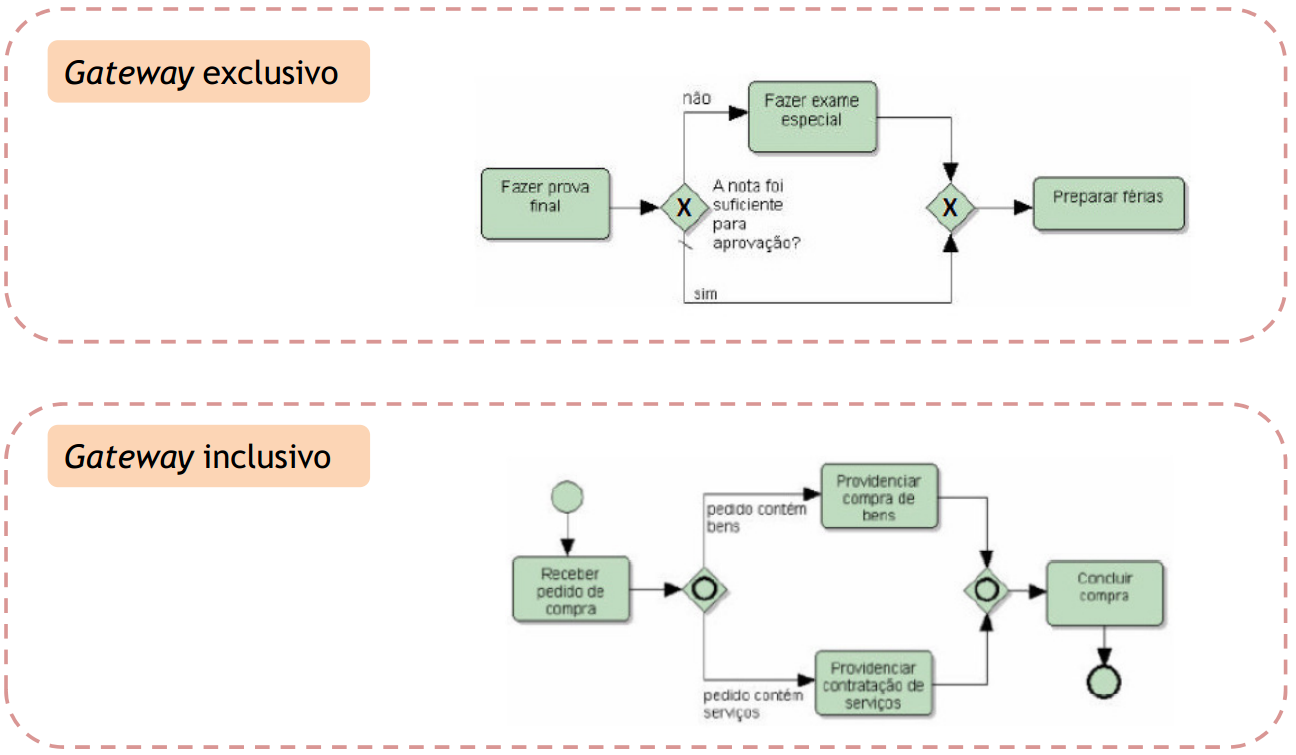 Gateway exclusivo
não
Fazer exame
especial
Fazer prova
final
X
A nota foi
suficiente
para
aprovação?
X
Preparar férias
sim
Gateway inclusivo
Providenciar
compra de
bens
pedido contém
bens
Receber
pedido de
compra
Concluir
compra
Providenciar
contratação de
serviços
pedido contém
serviços